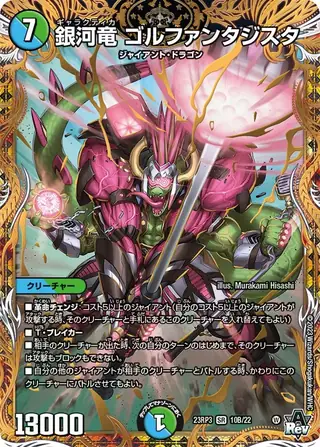 7
ギャラクティカ
銀河竜 ゴルファンタジスタ
ジャイアント・ドラゴン
illus. Murakami Hisashi
クリーチャー
■革命チェンジ：コスト5以上のジャイアント（自分のコスト5以上のジャイアントが
攻撃する時、そのクリーチャーと手札にあるこのクリーチャーを入れ替えてもよい）
■T・ブレイカー
■相手のクリーチャーが出た時、次の自分のターンのはじめまで、そのクリーチャー
は攻撃もブロックもできない。
■自分の他のジャイアントが相手のクリーチャーとバトルする時、かわりにこの
クリーチャーにバトルさせてもよい。
13000
1
23RP3 SR 10B/22
Rev